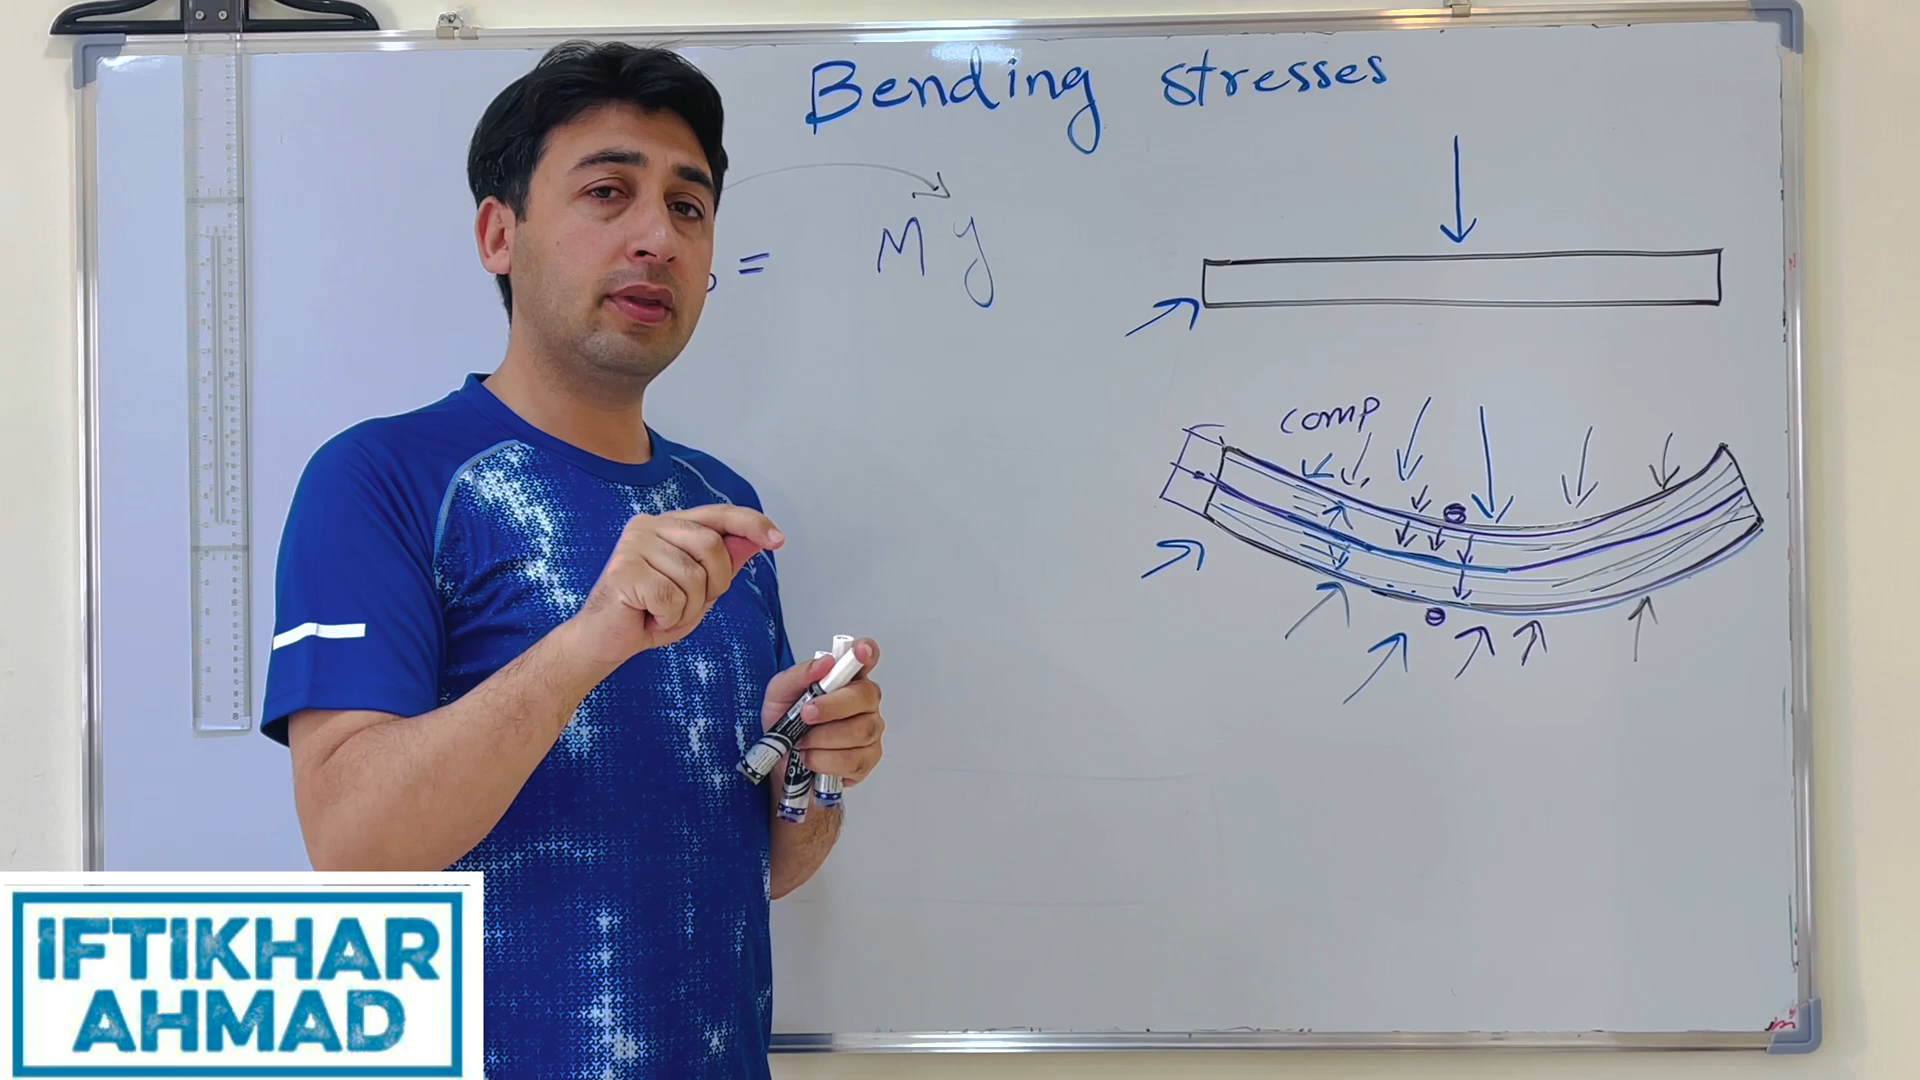 Bending stresses
= My
comp
IFTIKHAR
AHMAD